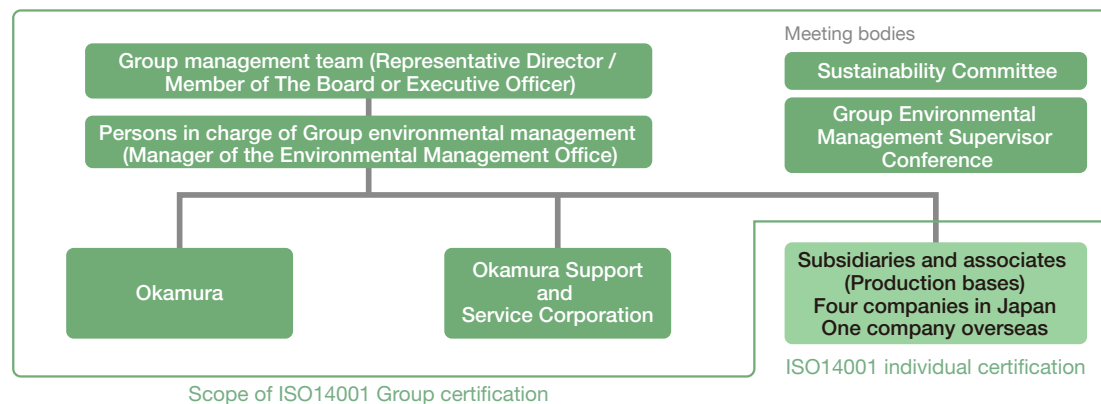 Group management team (Representative Director /
Member of The Board or Executive Officer)
Persons in charge of Group environmental management
(Manager of the Environmental Management Office)
Meeting bodies
Sustainability Committee
Group Environmental
Management Supervisor
Conference
Okamura
Okamura Support
and
Service Corporation
Subsidiaries and associates
(Production bases)
Four companies in Japan
One company overseas
ISO14001 individual certification
Scope of ISO14001 Group certification